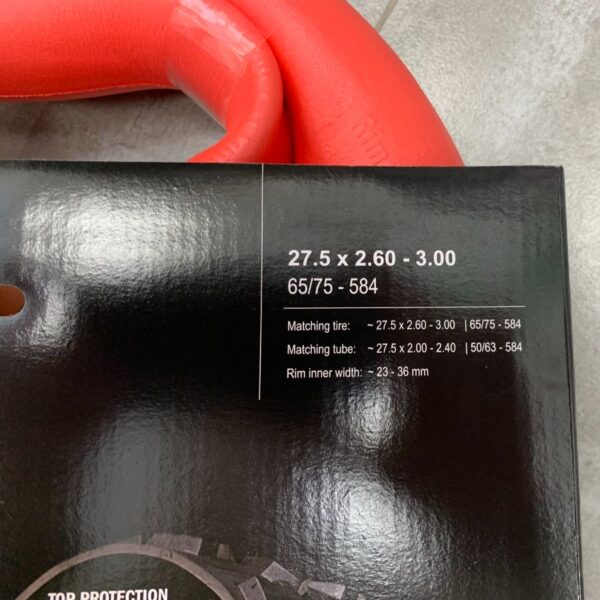 Rim
27.5 x 2.60 - 3.00
65/75 - 584
Matching tire: ~ 27.5 x 2.60 - 3.00 | 65/75 - 584
Matching tube: ~ 27.5 x 2.00 - 2.40 | 50/63 - 584
Rim inner width: ~ 23 - 36 mm
TOP PROTECTION